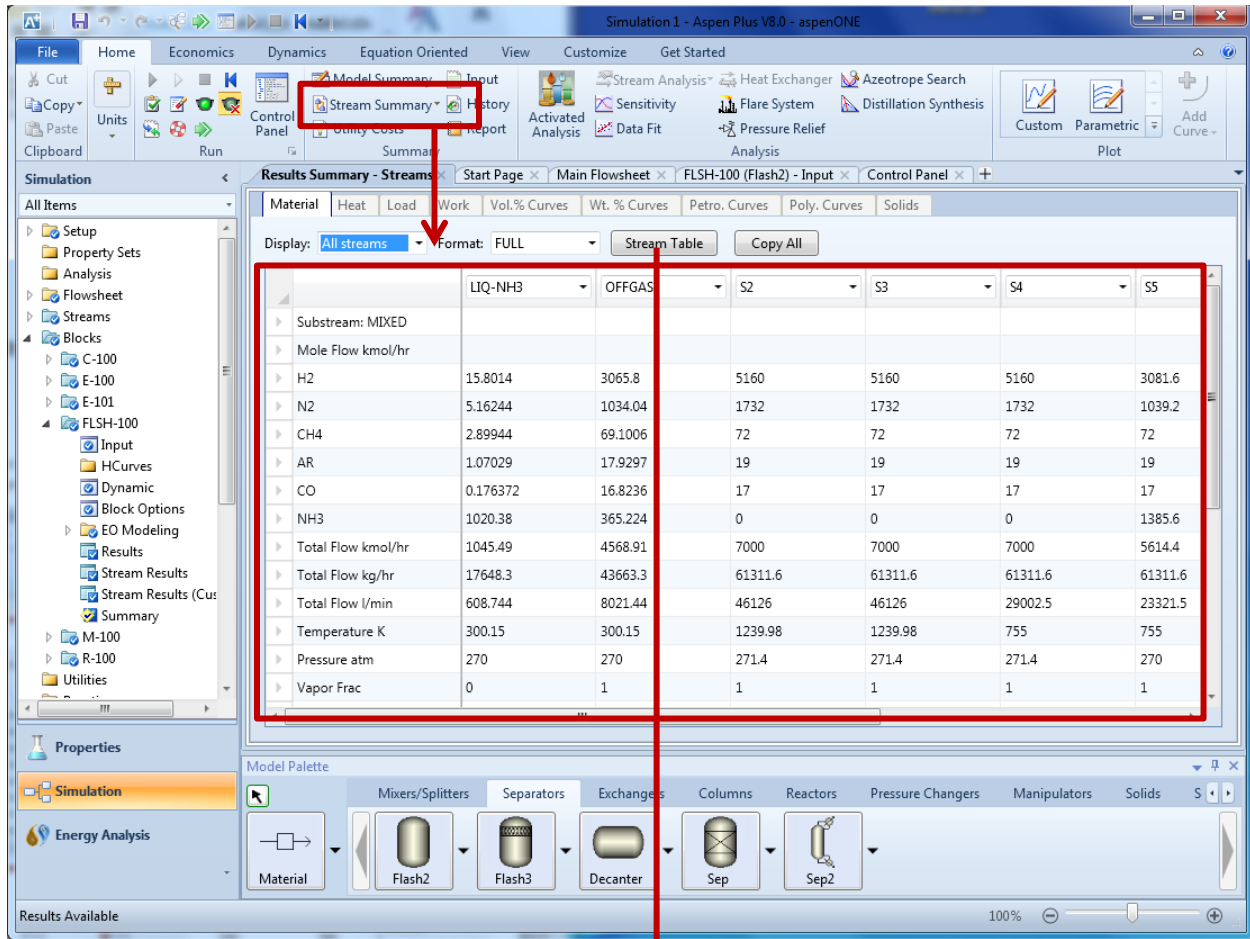 Simulation 1 - Aspen Plus V8.0 - aspenONE
File Home Economics Dynamics Equation Oriented View Customize Get Started
Cut Model Summary Input Stream Analysis Heat Exchanger Azeotrope Search
Copy Units Control Panel Stream Summary History Activated Analysis Sensitivity Flare System Distillation Synthesis Custom Parametric Add Curve
Paste Utility Costs Report Data Fit Pressure Relief
Clipboard Run Summary Analysis Plot
Simulation Results Summary - Streams Start Page Main Flowsheet FLSH-100 (Flash2) - Input Control Panel
All Items Material Heat Load Work Vol.% Curves Wt. % Curves Petro. Curves Poly. Curves Solids
Display: All streams Format: FULL Stream Table Copy All
Setup
Property Sets
Analysis
Flowsheet
Streams
Blocks
C-100
E-100
E-101
FLSH-100
Input
HCurves
Dynamic
Block Options
EO Modeling
Results
Stream Results
Stream Results (Cus
Summary
M-100
R-100
Utilities
LIQ-NH3 OFFGAS S2 S3 S4 S5
Substream: MIXED
Mole Flow kmol/hr
H2 15.8014 3065.8 5160 5160 5160 3081.6
N2 5.16244 1034.04 1732 1732 1732 1039.2
CH4 2.89944 69.1006 72 72 72 72
AR 1.07029 17.9297 19 19 19 19
CO 0.176372 16.8236 17 17 17 17
NH3 1020.38 365.224 0 0 0 1385.6
Total Flow kmol/hr 1045.49 4568.91 7000 7000 7000 5614.4
Total Flow kg/hr 17648.3 43663.3 61311.6 61311.6 61311.6 61311.6
Total Flow l/min 608.744 8021.44 46126 46126 29002.5 23321.5
Temperature K 300.15 300.15 1239.98 1239.98 755 755
Pressure atm 270 270 271.4 271.4 271.4 270
Vapor Frac 0 1 1 1 1 1
Properties
Simulation
Energy Analysis
Model Palette
Mixers/Splitters Separators Exchangers Columns Reactors Pressure Changers Manipulators Solids S
Material Flash2 Flash3 Decanter Sep Sep2
Results Available 100%